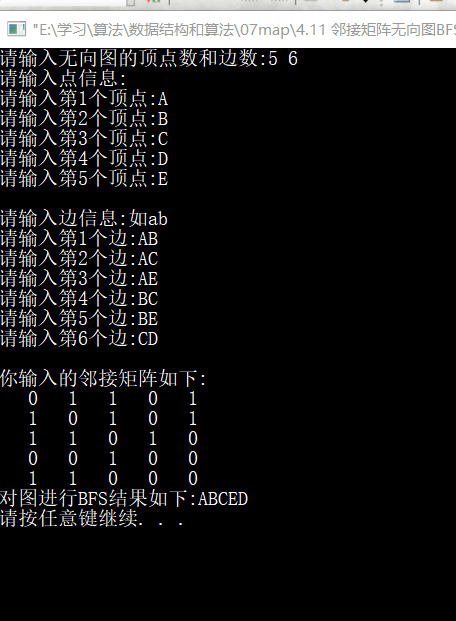 "E:\学习\算法\数据结构和算法\07map\4.11 邻接矩阵无向图BFS
请输入无向图的顶点数和边数:5 6
请输入点信息:
请输入第1个顶点:A
请输入第2个顶点:B
请输入第3个顶点:C
请输入第4个顶点:D
请输入第5个顶点:E
请输入边信息:如ab
请输入第1个边:AB
请输入第2个边:AC
请输入第3个边:AE
请输入第4个边:BC
请输入第5个边:BE
请输入第6个边:CD
你输入的邻接矩阵如下:
0 1 1 0 1
1 0 1 0 1
1 1 0 1 0
0 0 1 0 0
1 1 0 0 0
对图进行BFS结果如下:ABCED
请按任意键继续. . .